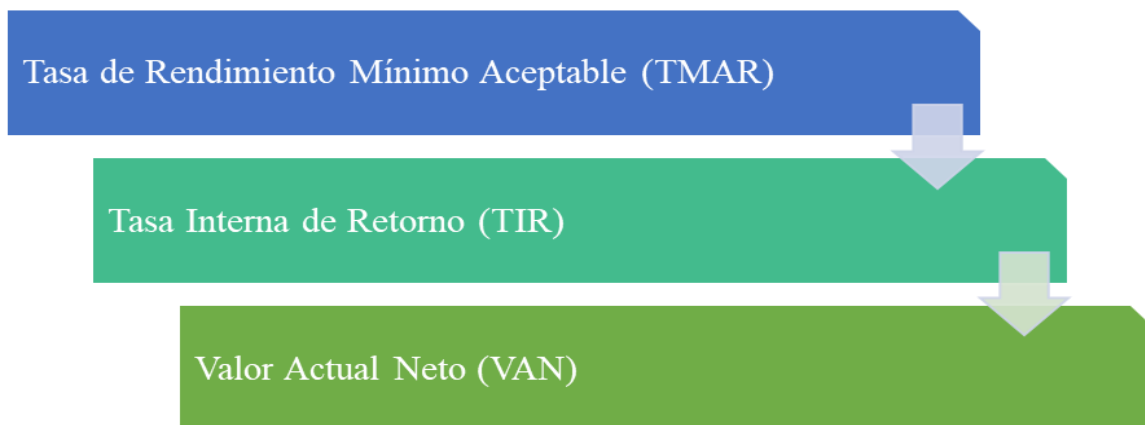 Tasa de Rendimiento Mínimo Aceptable (TMAR)
Tasa Interna de Retorno (TIR)
Valor Actual Neto (VAN)